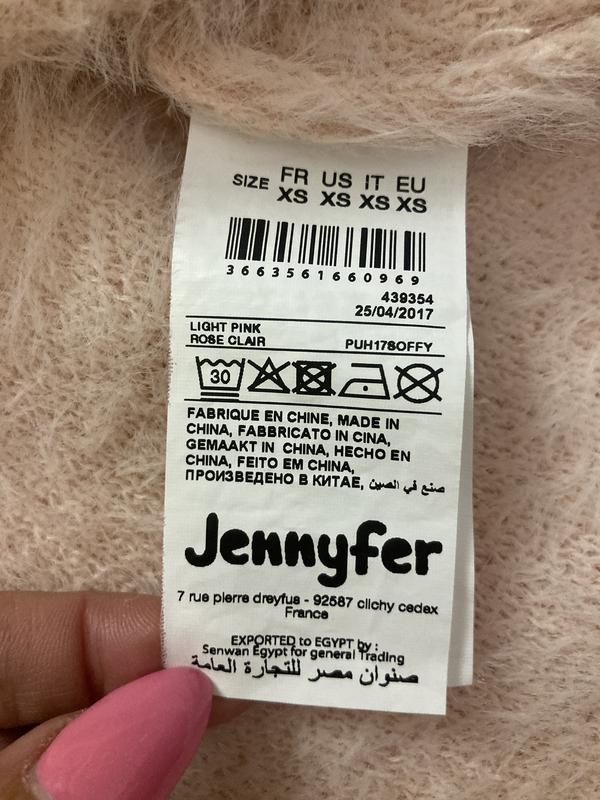 SIZE FR US IT EU
XS XS XS XS
3663561660969
439354
25/04/2017
LIGHT PINK
ROSE CLAIR PUH17SOFFY
30
FABRIQUE EN CHINE, MADE IN
CHINA, FABBRICATO IN CINA,
GEMAAKT IN CHINA, HECHO EN
CHINA, FEITO EM CHINA,
ПРОИЗВЕДЕНО В КИТАЕ, صنع في الصين
Jennyfer
7 rue pierre dreyfus - 92587 clichy cedex
France
EXPORTED to EGYPT by :
Senwan Egypt for general Trading
صنوان مصر للتجارة العامة